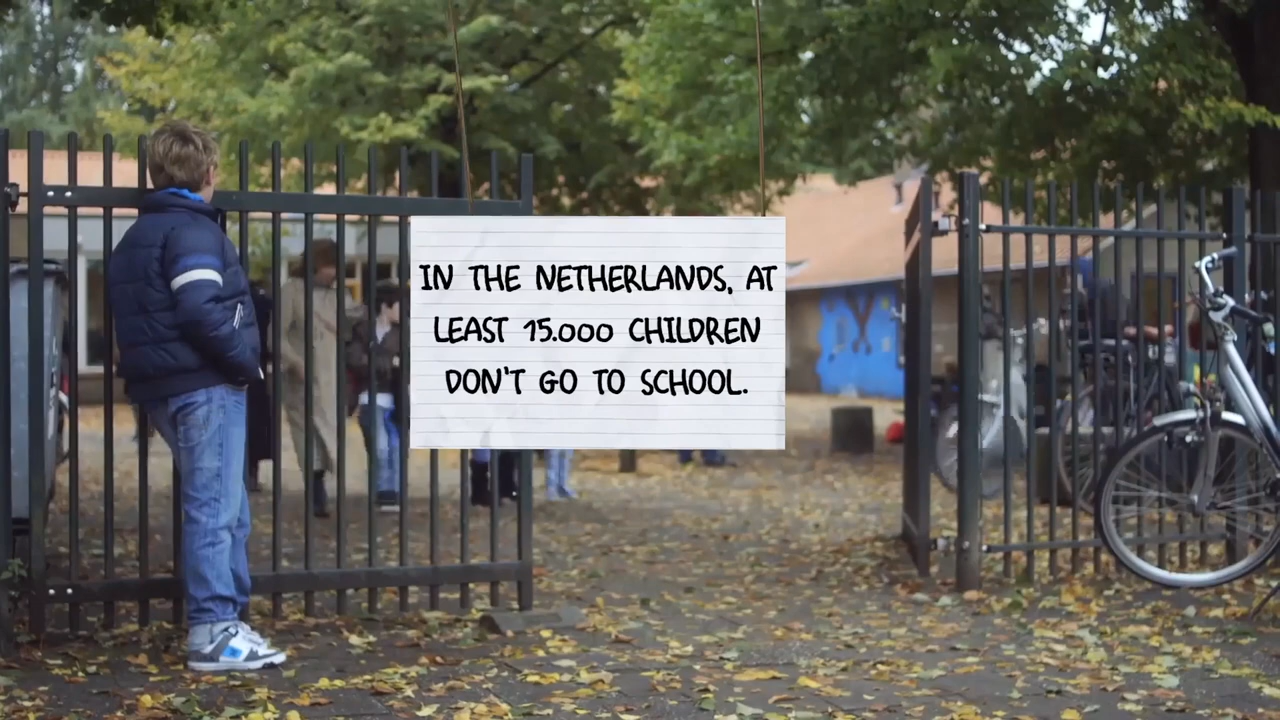 IN THE NETHERLANDS, AT
LEAST 15.000 CHILDREN
DON'T GO TO SCHOOL.